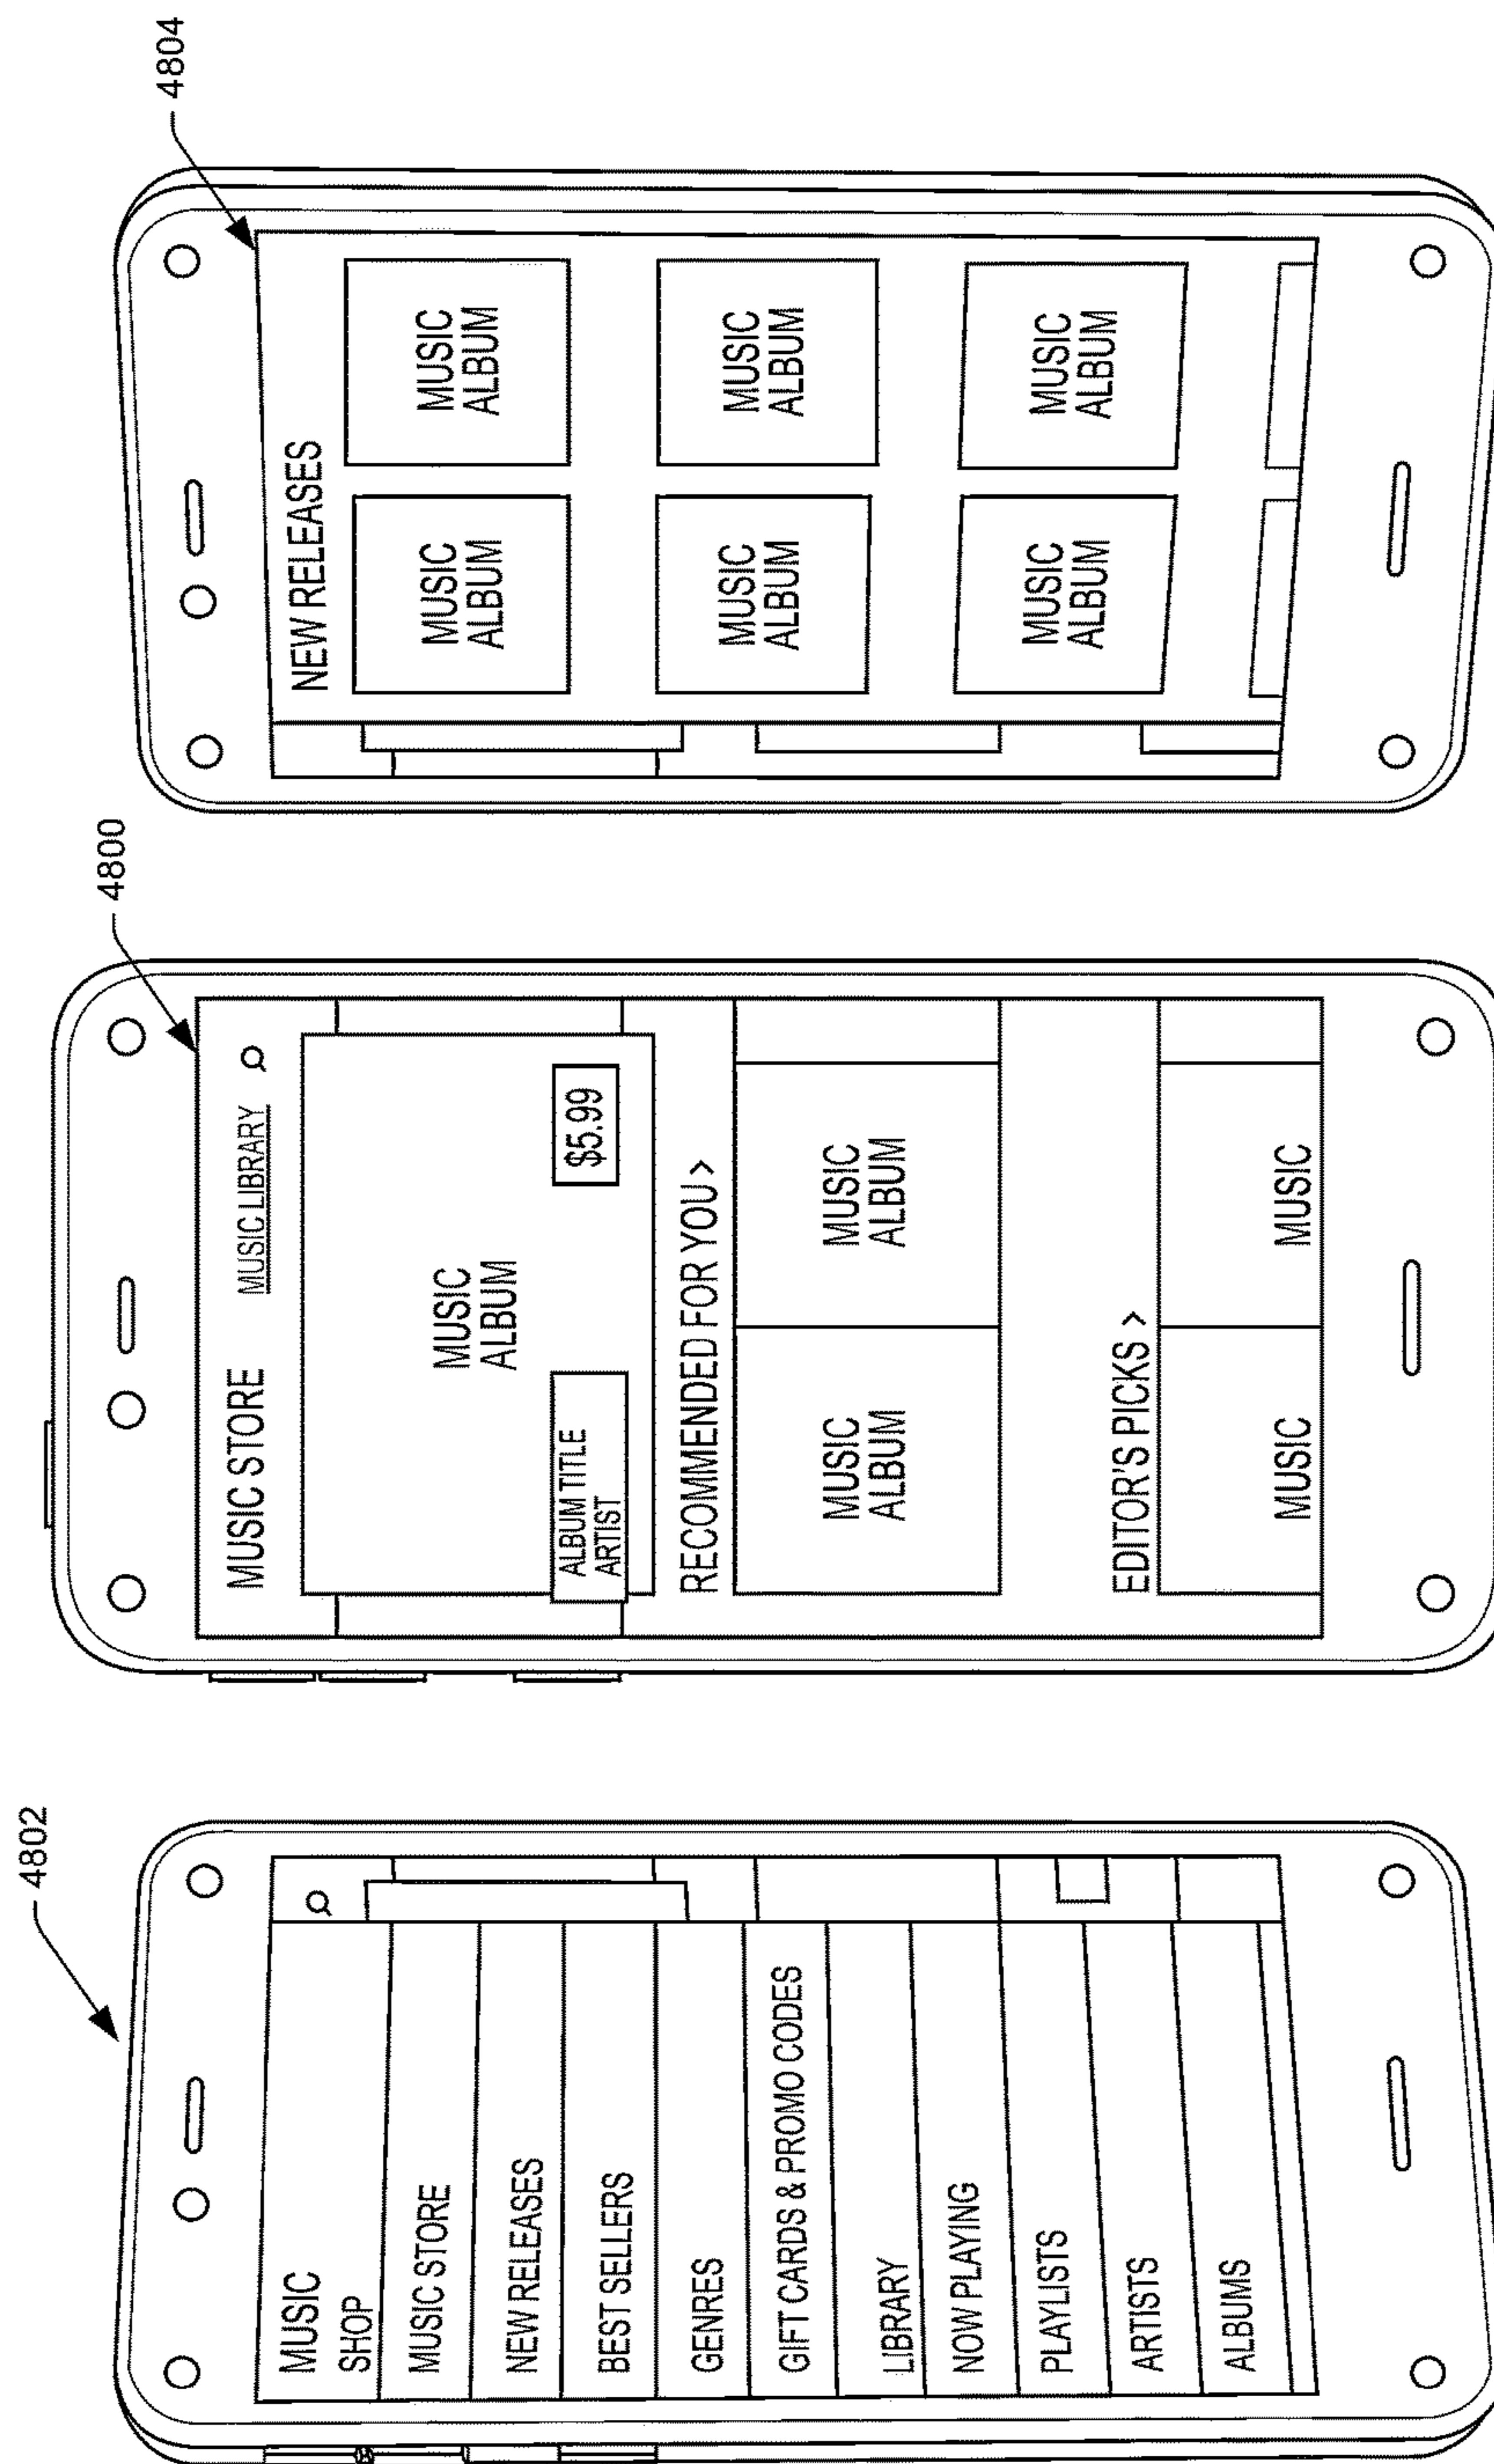 4802
MUSIC
SHOP
MUSIC STORE
NEW RELEASES
BEST SELLERS
GENRES
GIFT CARDS & PROMO CODES
LIBRARY
NOW PLAYING
PLAYLISTS
ARTISTS
ALBUMS
4800
MUSIC STORE
MUSIC LIBRARY
MUSIC
ALBUM
ALBUM TITLE
ARTIST
$5.99
RECOMMENDED FOR YOU >
MUSIC
ALBUM
MUSIC
ALBUM
EDITOR'S PICKS >
MUSIC
MUSIC
4804
NEW RELEASES
MUSIC
ALBUM
MUSIC
ALBUM
MUSIC
ALBUM
MUSIC
ALBUM
MUSIC
ALBUM
MUSIC
ALBUM